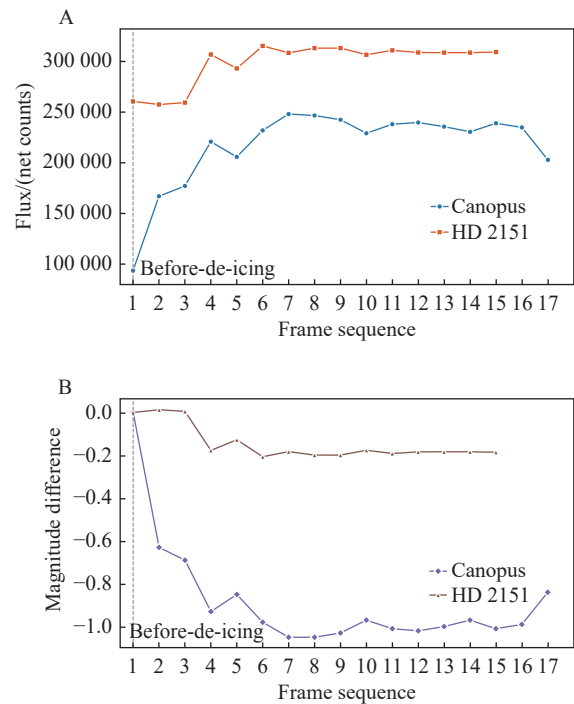 A
Flux/(net counts)
300 000
250 000
200 000
150 000
100 000
Canopus
HD 2151
Before-de-icing
1 2 3 4 5 6 7 8 9 10 11 12 13 14 15 16 17
Frame sequence
B
Magnitude difference
0.0
−0.2
−0.4
−0.6
−0.8
−1.0
Canopus
HD 2151
Before-de-icing
1 2 3 4 5 6 7 8 9 10 11 12 13 14 15 16 17
Frame sequence